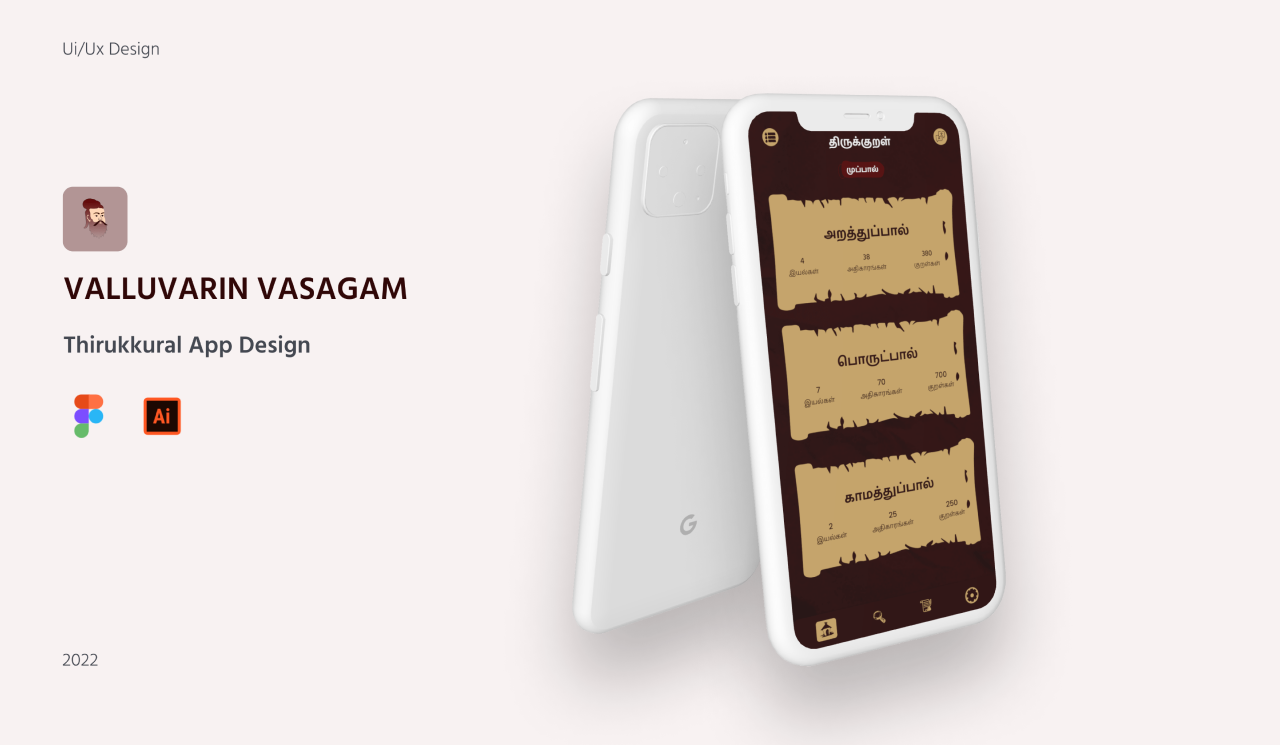 Ui/Ux Design
VALLUVARIN VASAGAM
Thirukkural App Design
Ai
2022
G
திருக்குறள்
முப்பால்
அறத்துப்பால்
4 38 380
இயல்கள் அதிகாரங்கள் குறள்கள்
பொருட்பால்
7 70 700
இயல்கள் அதிகாரங்கள் குறள்கள்
காமத்துப்பால்
2 25 250
இயல்கள் அதிகாரங்கள் குறள்கள்